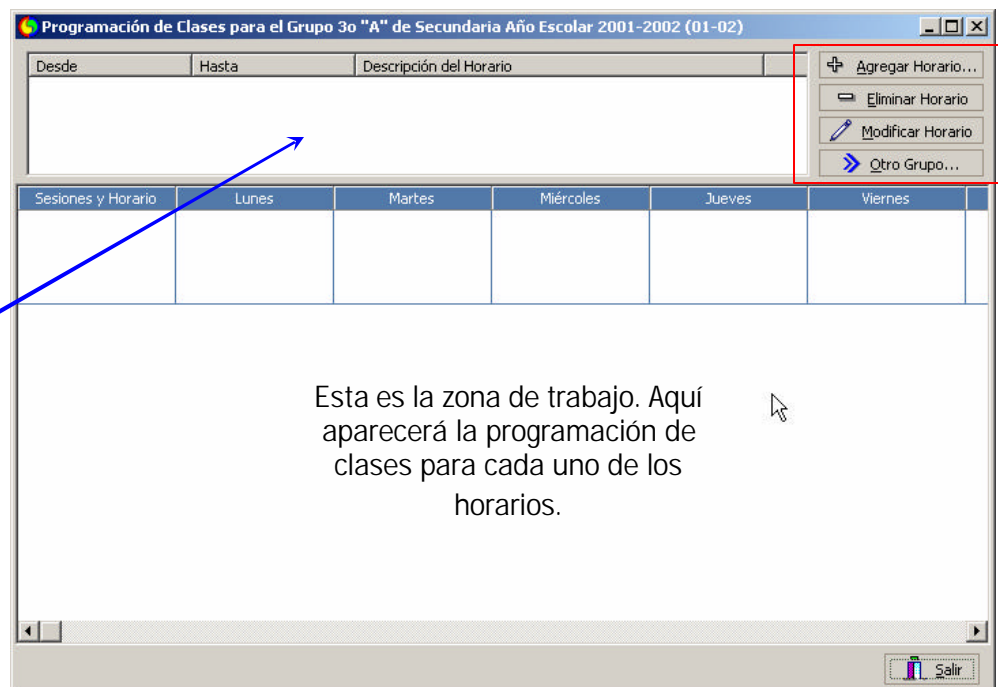 Programación de Clases para el Grupo 3o "A" de Secundaria Año Escolar 2001-2002 (01-02)
Desde Hasta Descripción del Horario
Agregar Horario...
Eliminar Horario
Modificar Horario
Otro Grupo...
Sesiones y Horario Lunes Martes Miércoles Jueves Viernes
Esta es la zona de trabajo. Aquí
aparecerá la programación de
clases para cada uno de los
horarios.
Salir